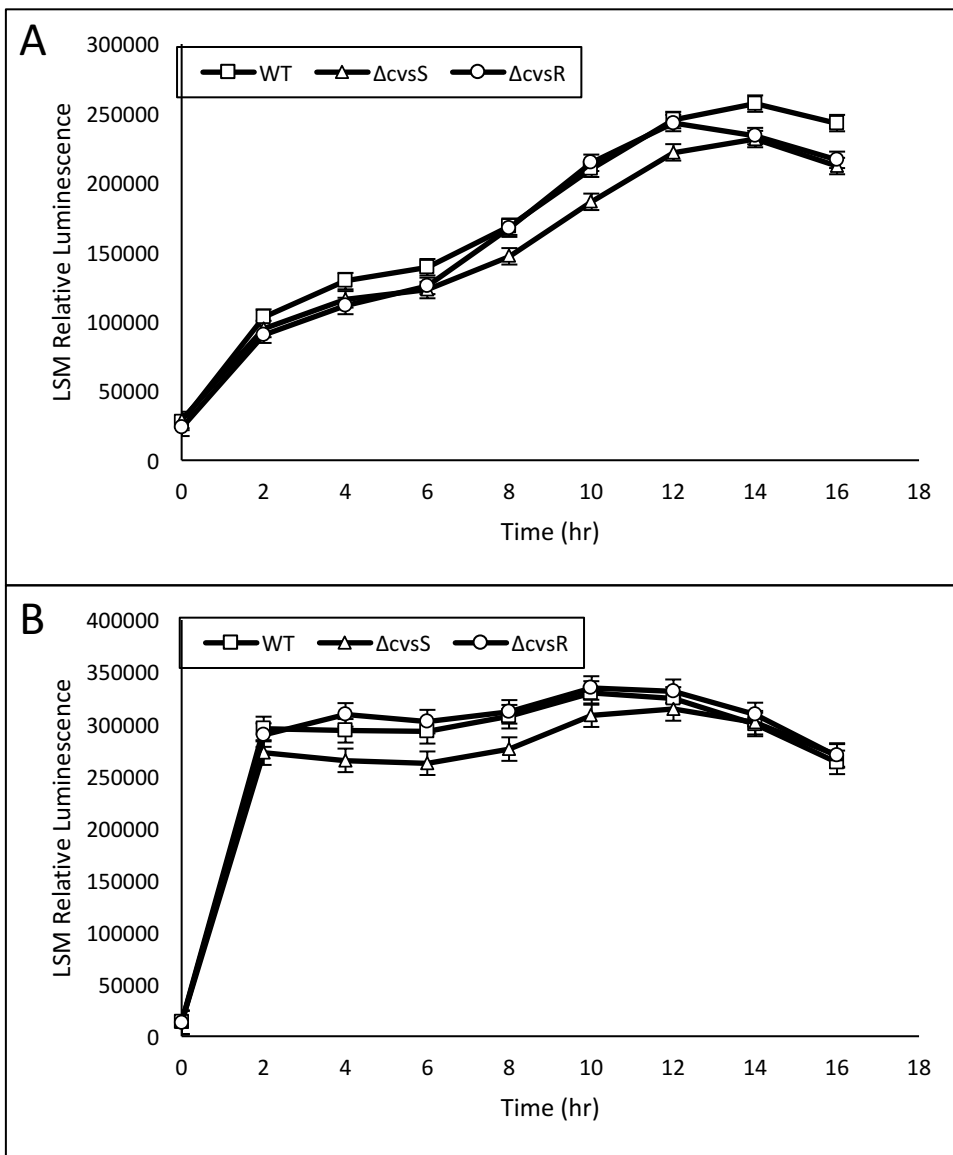 A
LSM Relative Luminescence
300000
250000
200000
150000
100000
50000
0
WT ΔcvsS ΔcvsR
0 2 4 6 8 10 12 14 16 18
Time (hr)
B
LSM Relative Luminescence
400000
350000
300000
250000
200000
150000
100000
50000
0
WT ΔcvsS ΔcvsR
0 2 4 6 8 10 12 14 16 18
Time (hr)